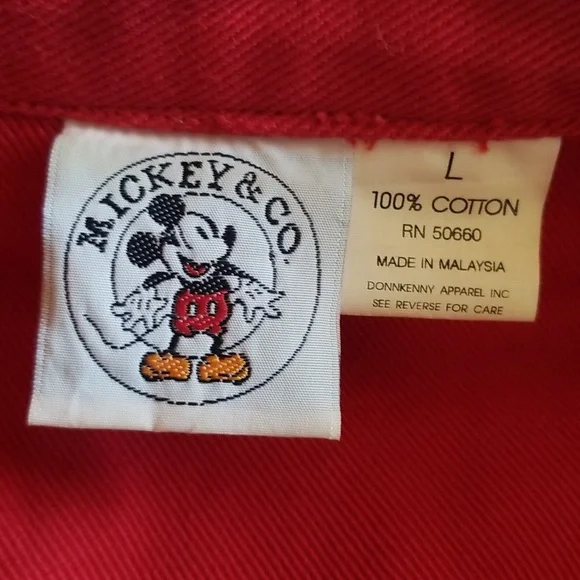 MICKEY & CO.
L
100% COTTON
RN 50660
MADE IN MALAYSIA
DONNKENNY APPAREL INC
SEE REVERSE FOR CARE